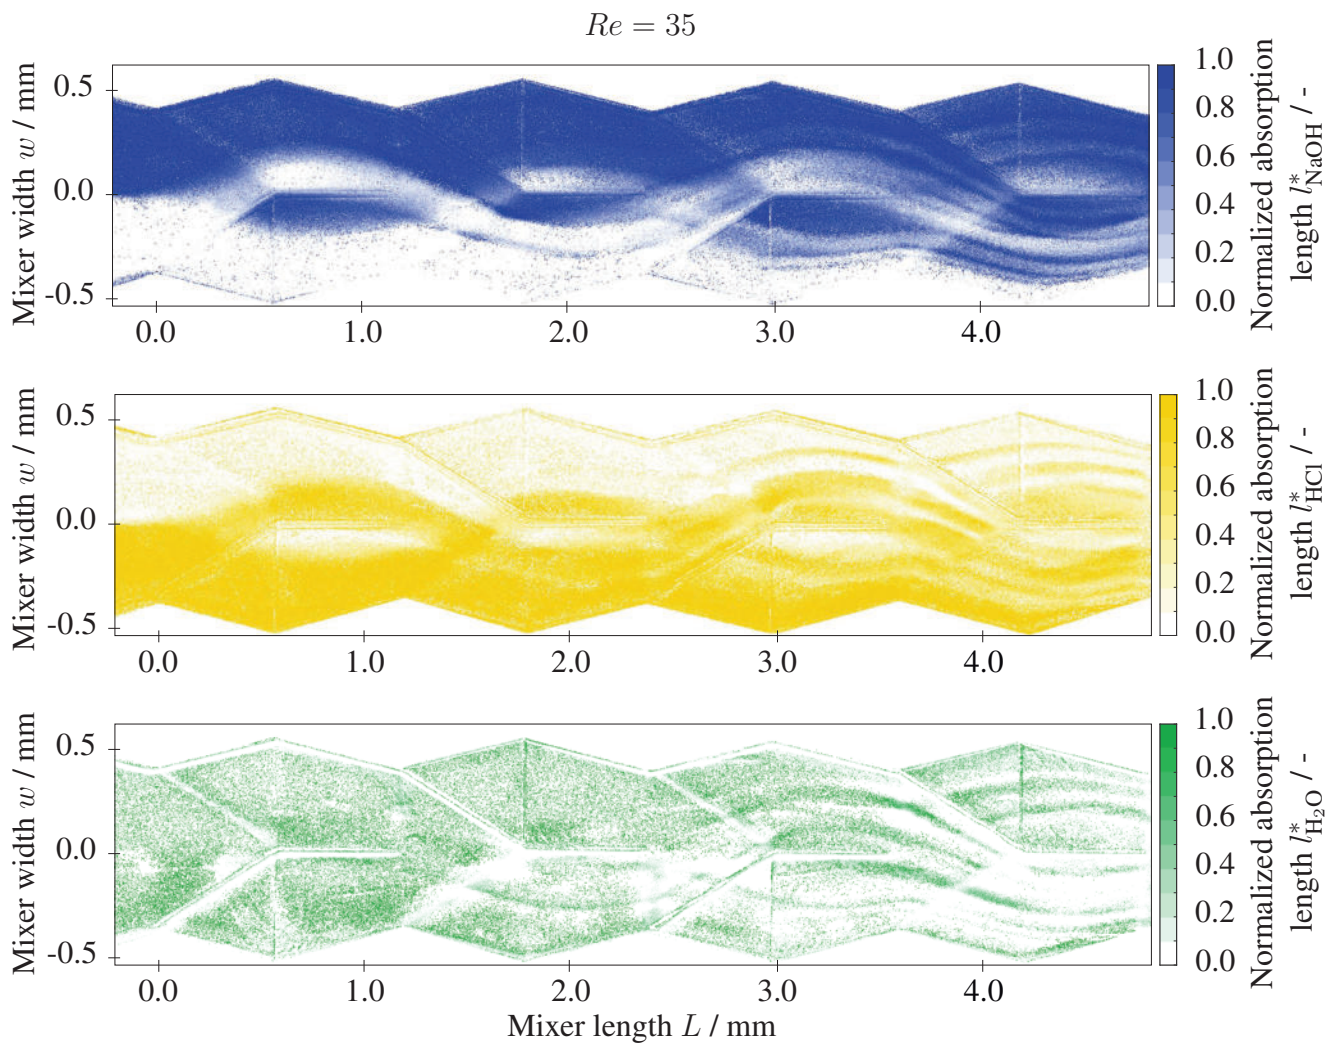 Re = 35
Mixer width w / mm
0.5
0.0
-0.5
0.0 1.0 2.0 3.0 4.0
1.0
0.8
0.6
0.4
0.2
0.0
Normalized absorption
length l*NaOH / -
Mixer width w / mm
0.5
0.0
-0.5
0.0 1.0 2.0 3.0 4.0
1.0
0.8
0.6
0.4
0.2
0.0
Normalized absorption
length l*HCl / -
Mixer width w / mm
0.5
0.0
-0.5
0.0 1.0 2.0 3.0 4.0
Mixer length L / mm
1.0
0.8
0.6
0.4
0.2
0.0
Normalized absorption
length l*H₂O / -